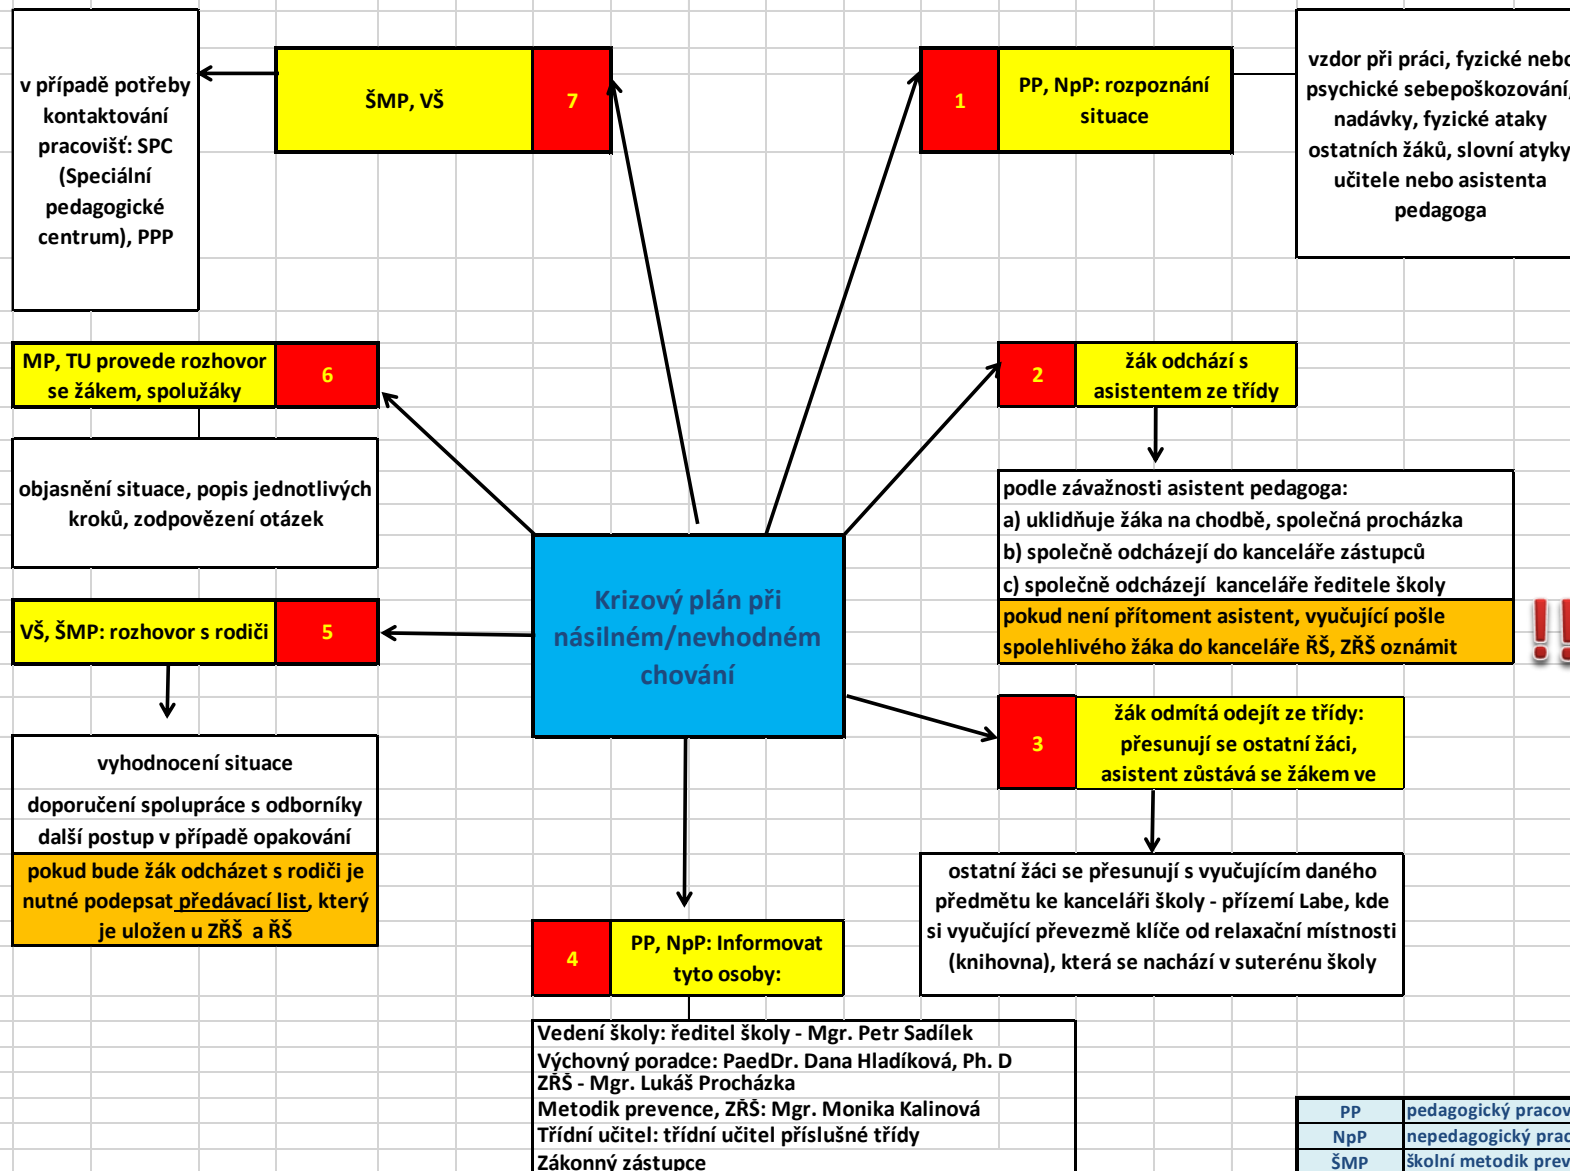 Krizový plán při
násilném/nevhodném
chování
1
PP, NpP: rozpoznání
situace
vzdor při práci, fyzické nebo
psychické sebepoškozování,
nadávky, fyzické ataky
ostatních žáků, slovní atyky
učitele nebo asistenta
pedagoga
2
žák odchází s
asistentem ze třídy
podle závažnosti asistent pedagoga:
a) uklidňuje žáka na chodbě, společná procházka
b) společně odcházejí do kanceláře zástupců
c) společně odcházejí kanceláře ředitele školy
pokud není přítoment asistent, vyučující pošle
spolehlivého žáka do kanceláře ŘŠ, ZŘŠ oznámit
!!
3
žák odmítá odejít ze třídy:
přesunují se ostatní žáci,
asistent zůstává se žákem ve
ostatní žáci se přesunují s vyučujícím daného
předmětu ke kanceláři školy - přízemí Labe, kde
si vyučující převezmě klíče od relaxační místnosti
(knihovna), která se nachází v suterénu školy
4
PP, NpP: Informovat
tyto osoby:
Vedení školy: ředitel školy - Mgr. Petr Sadílek
Výchovný poradce: PaedDr. Dana Hladíková, Ph. D
ZŘŠ - Mgr. Lukáš Procházka
Metodik prevence, ZŘŠ: Mgr. Monika Kalinová
Třídní učitel: třídní učitel příslušné třídy
Zákonný zástupce
VŠ, ŠMP: rozhovor s rodiči
5
vyhodnocení situace
doporučení spolupráce s odborníky
další postup v případě opakování
pokud bude žák odcházet s rodiči je
nutné podepsat předávací list, který
je uložen u ZŘŠ a ŘŠ
MP, TU provede rozhovor
se žákem, spolužáky
6
objasnění situace, popis jednotlivých
kroků, zodpovězení otázek
ŠMP, VŠ
7
v případě potřeby
kontaktování
pracovišť: SPC
(Speciální
pedagogické
centrum), PPP
PP pedagogický pracov
NpP nepedagogický prac
ŠMP školní metodik prev